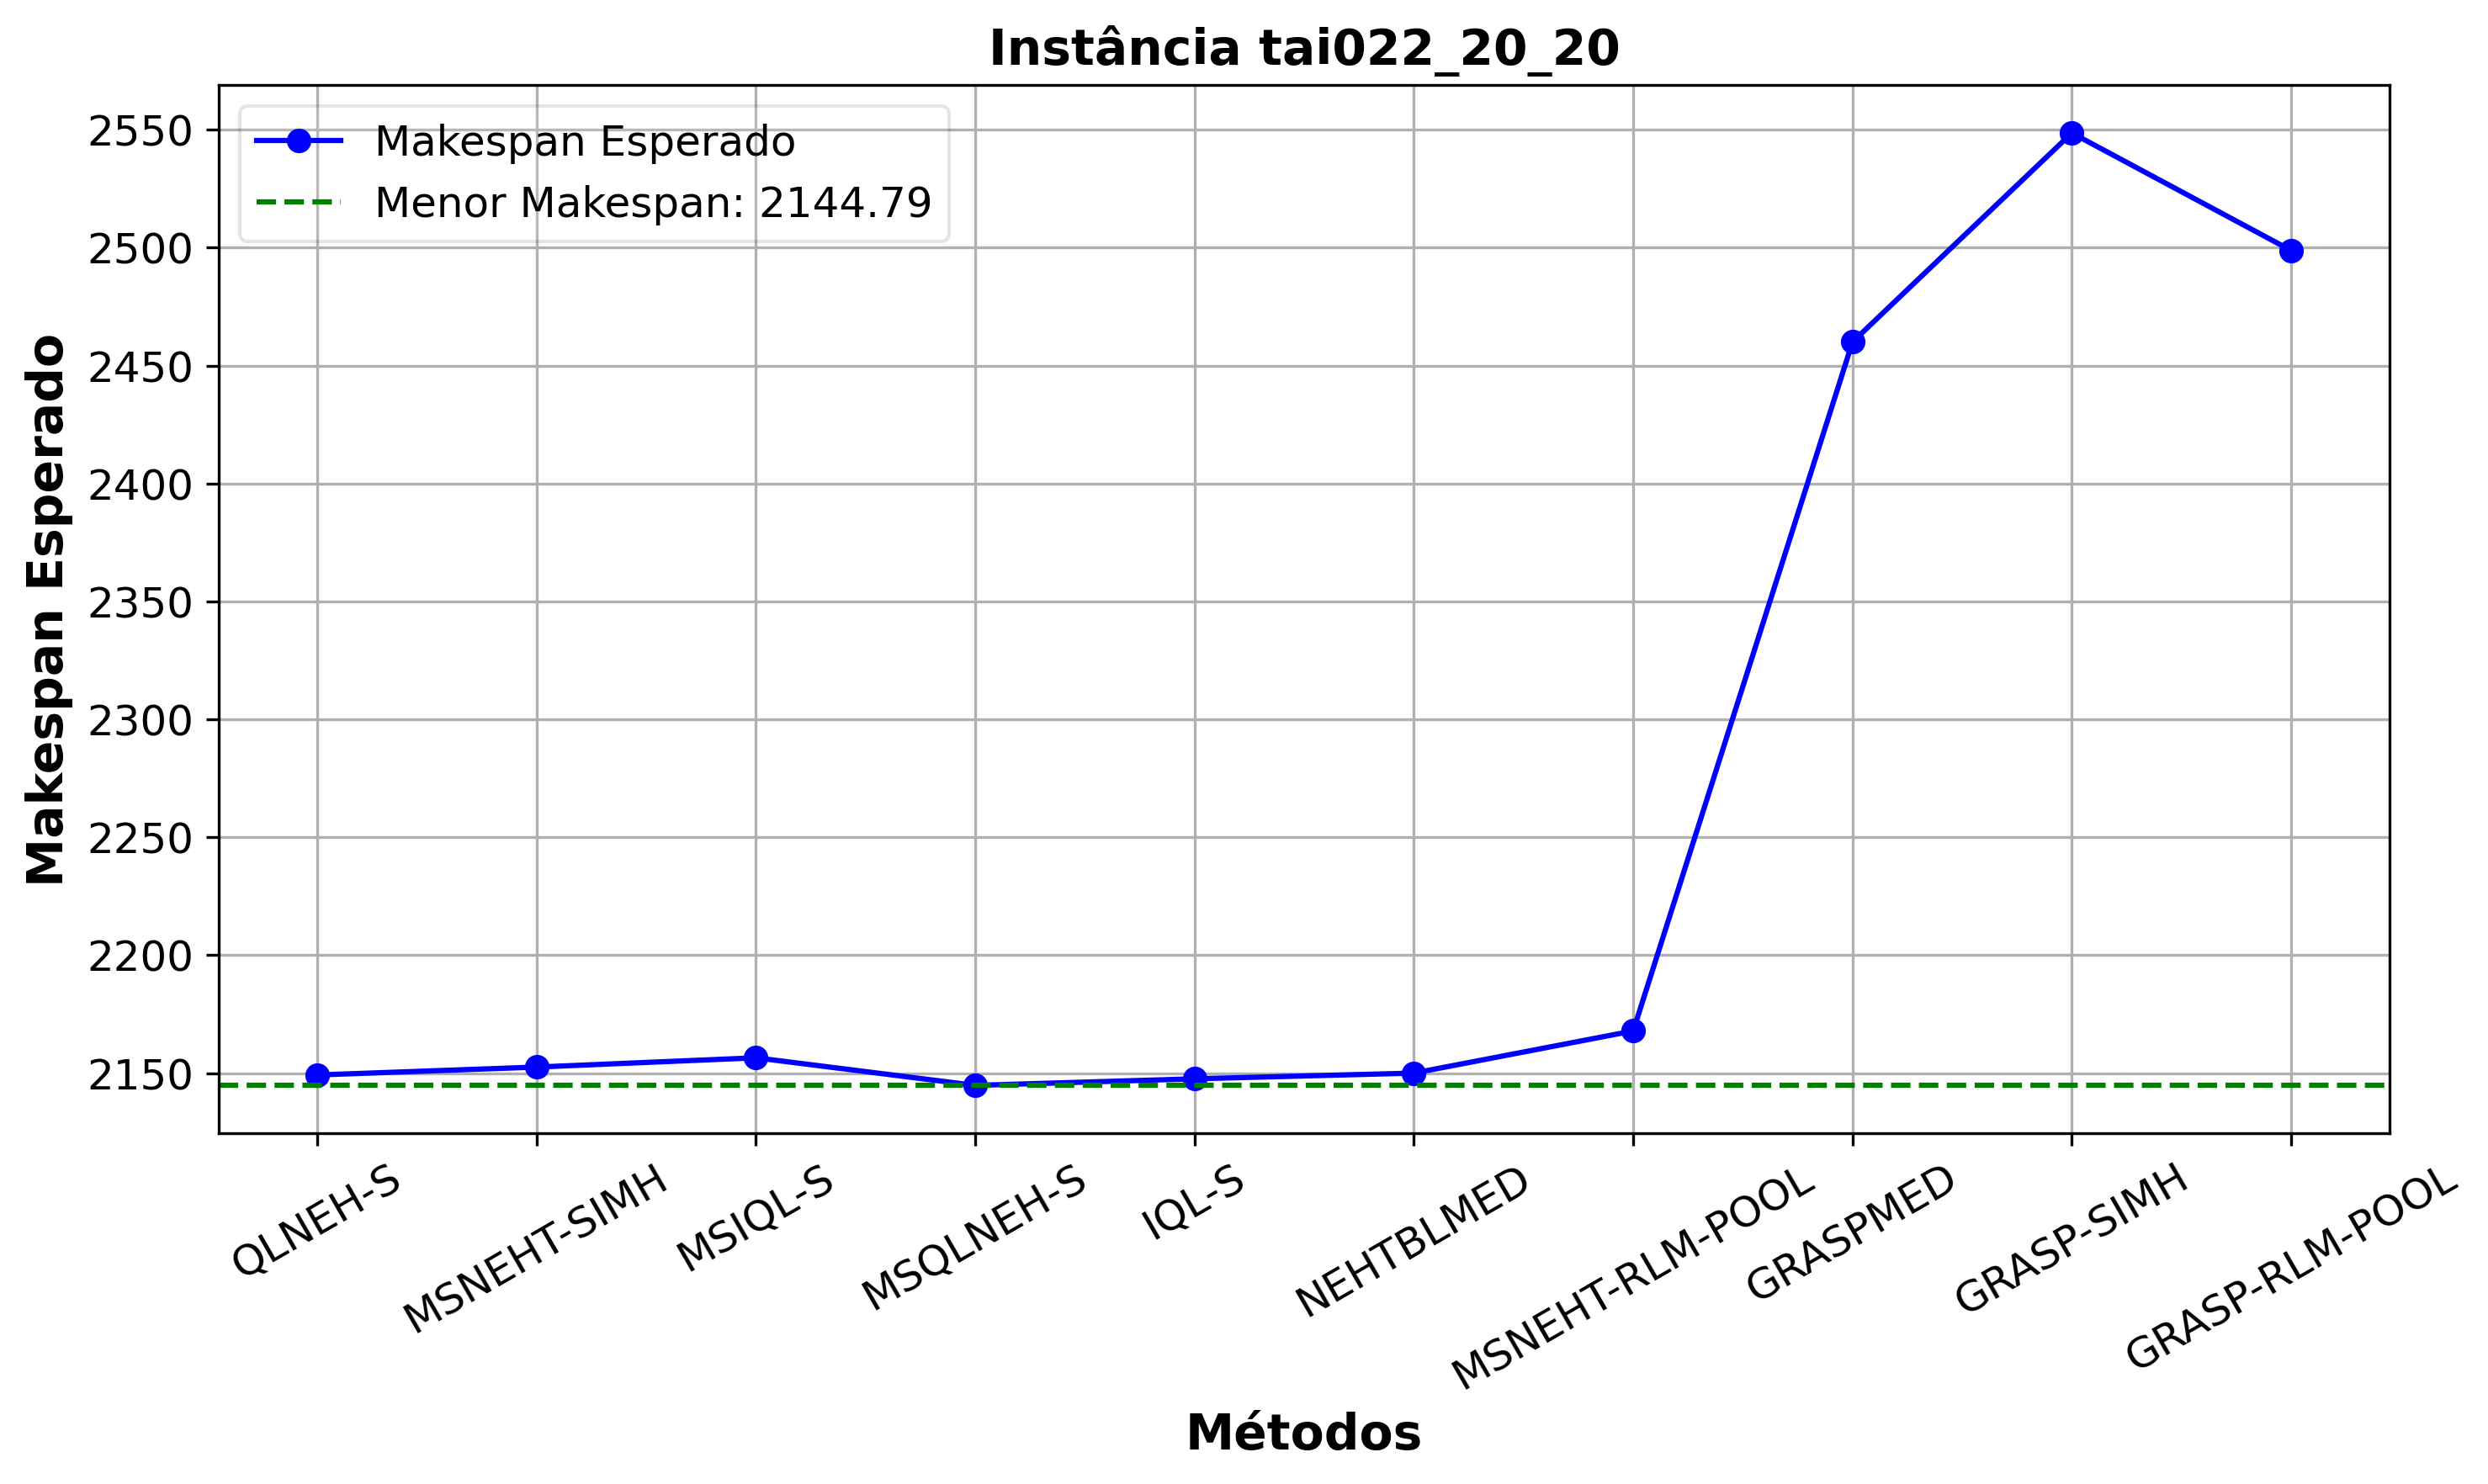 Instância tai022_20_20
Makespan Esperado
Menor Makespan: 2144.79
Makespan Esperado
2550
2500
2450
2400
2350
2300
2250
2200
2150
QLNEH-S
MSNEHT-SIMH
MSIQL-S
MSQLNEH-S
IQL-S
NEHTBLMED
MSNEHT-RLM-POOL
GRASPMED
GRASP-SIMH
GRASP-RLM-POOL
Métodos